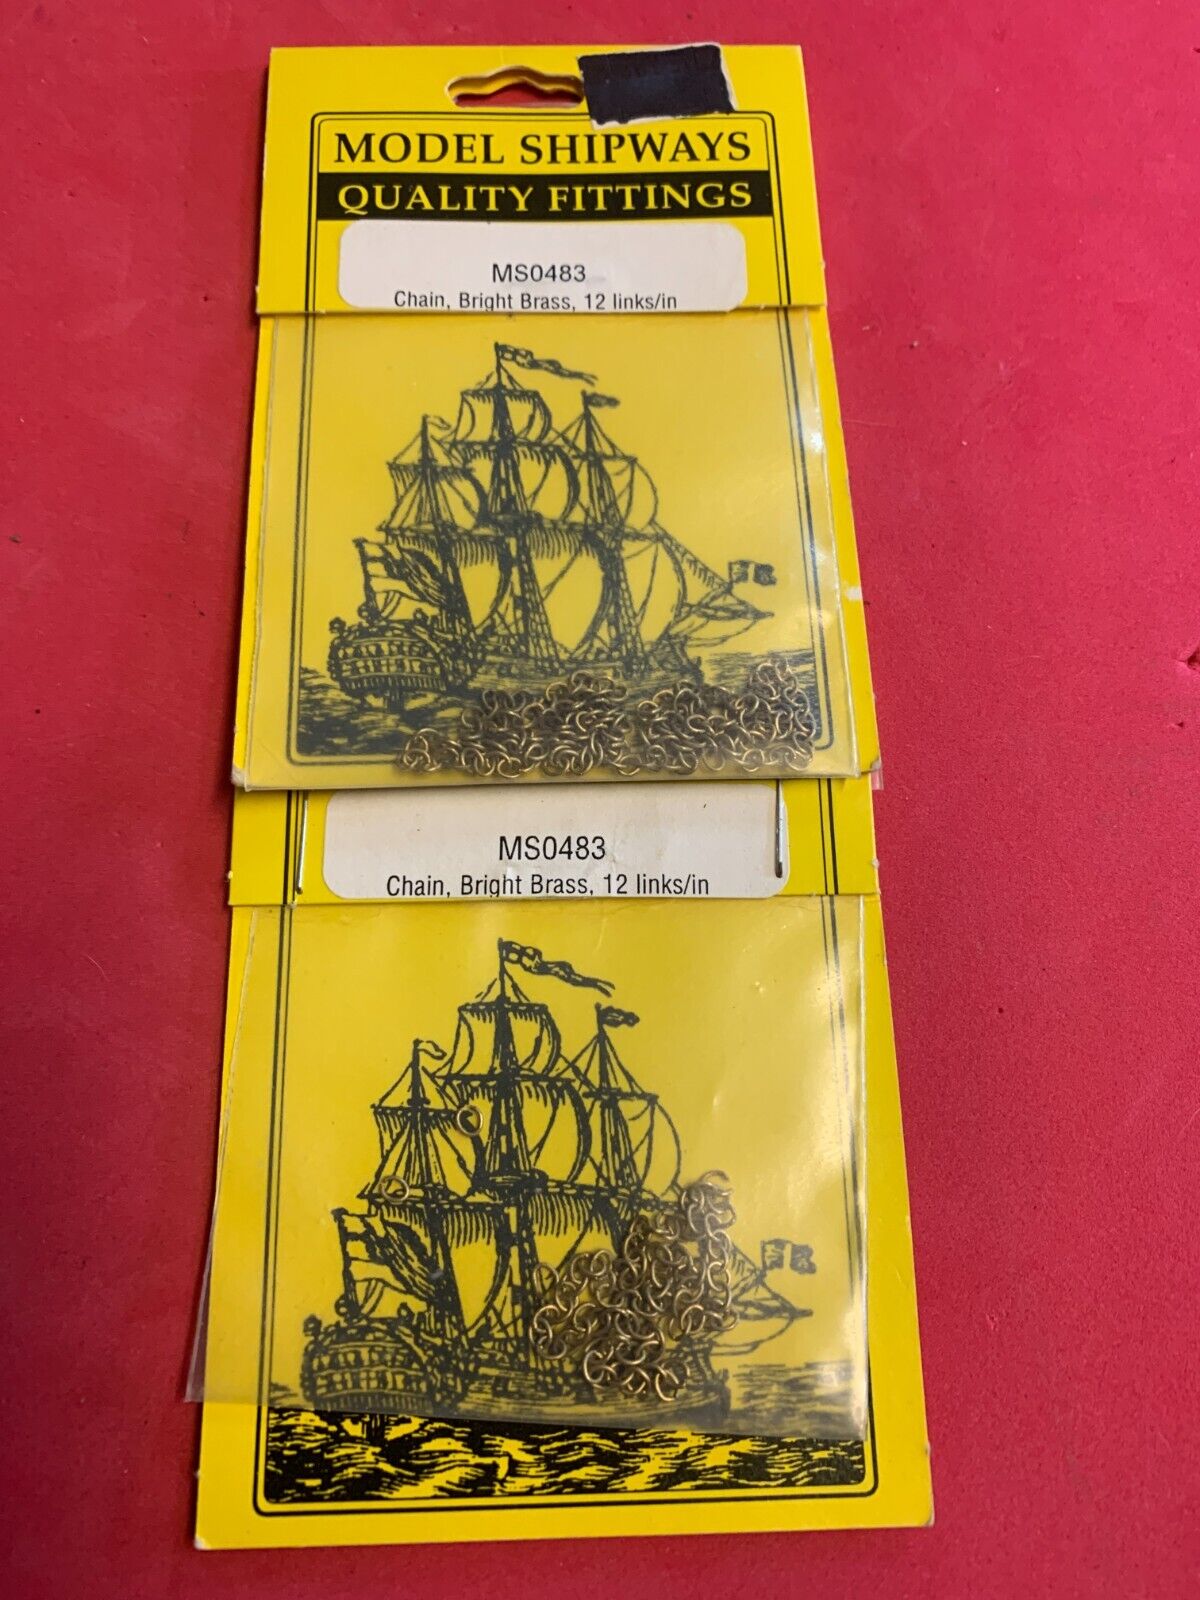 MODEL SHIPWAYS
QUALITY FITTINGS
MS0483
Chain, Bright Brass, 12 links/in
MS0483
Chain, Bright Brass, 12 links/in